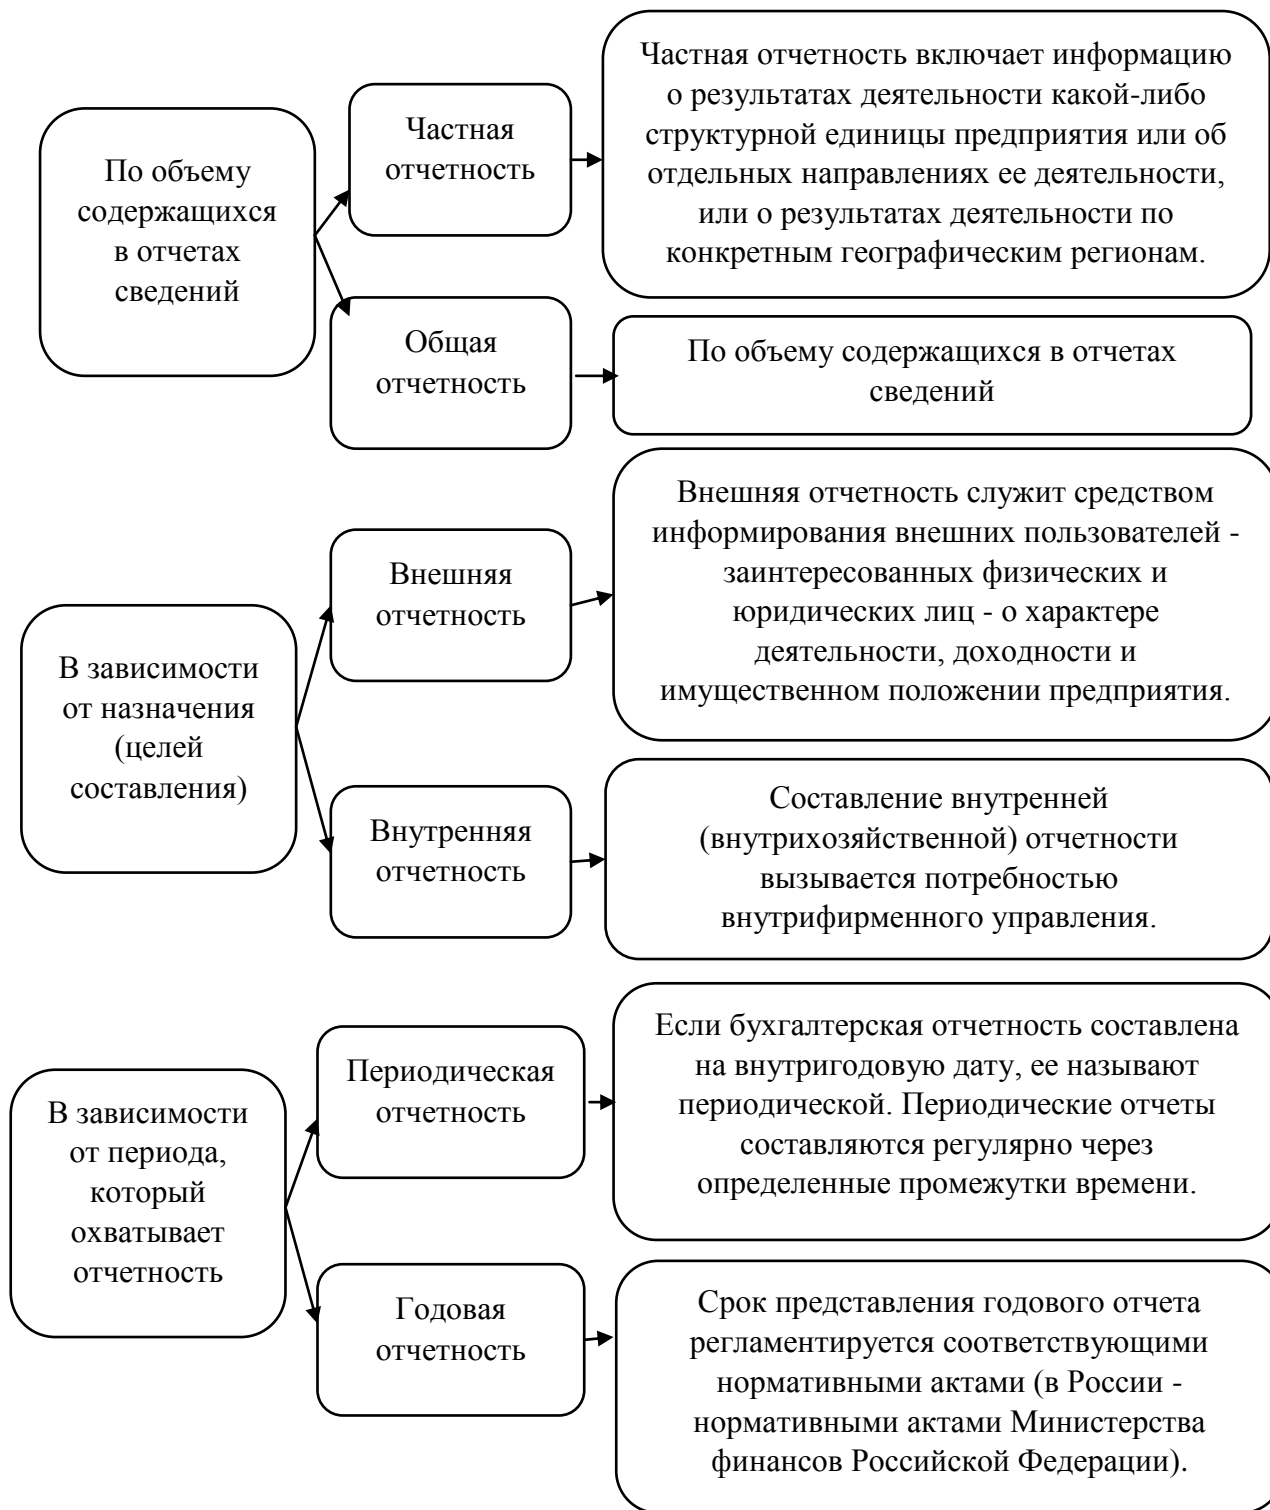 По объему
содержащихся
в отчетах
сведений
Частная
отчетность
Частная отчетность включает информацию
о результатах деятельности какой-либо
структурной единицы предприятия или об
отдельных направлениях ее деятельности,
или о результатах деятельности по
конкретным географическим регионам.
Общая
отчетность
По объему содержащихся в отчетах
сведений
В зависимости
от назначения
(целей
составления)
Внешняя
отчетность
Внешняя отчетность служит средством
информирования внешних пользователей -
заинтересованных физических и
юридических лиц - о характере
деятельности, доходности и
имущественном положении предприятия.
Внутренняя
отчетность
Составление внутренней
(внутрихозяйственной) отчетности
вызывается потребностью
внутрифирменного управления.
В зависимости
от периода,
который
охватывает
отчетность
Периодическая
отчетность
Если бухгалтерская отчетность составлена
на внутригодовую дату, ее называют
периодической. Периодические отчеты
составляются регулярно через
определенные промежутки времени.
Годовая
отчетность
Срок представления годового отчета
регламентируется соответствующими
нормативными актами (в России -
нормативными актами Министерства
финансов Российской Федерации).